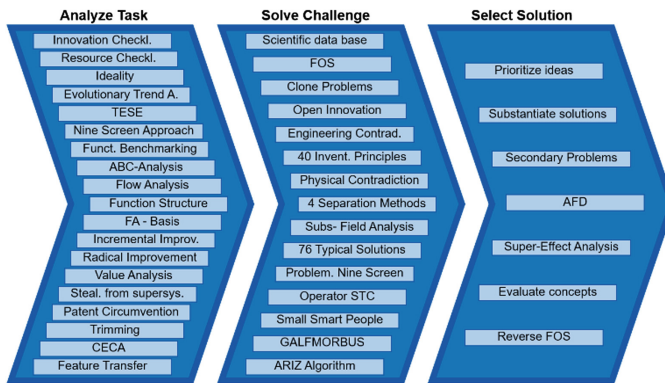 Analyze Task
Innovation Checkl.
Resource Checkl.
Ideality
Evolutionary Trend A.
TESE
Nine Screen Approach
Funct. Benchmarking
ABC-Analysis
Flow Analysis
Function Structure
FA - Basis
Incremental Improv.
Radical Improvement
Value Analysis
Steal. from supersys.
Patent Circumvention
Trimming
CECA
Feature Transfer
Solve Challenge
Scientific data base
FOS
Clone Problems
Open Innovation
Engineering Contrad.
40 Invent. Principles
Physical Contradiction
4 Separation Methods
Subs- Field Analysis
76 Typical Solutions
Problem. Nine Screen
Operator STC
Small Smart People
GALFMORBUS
ARIZ Algorithm
Select Solution
Prioritize ideas
Substantiate solutions
Secondary Problems
AFD
Super-Effect Analysis
Evaluate concepts
Reverse FOS